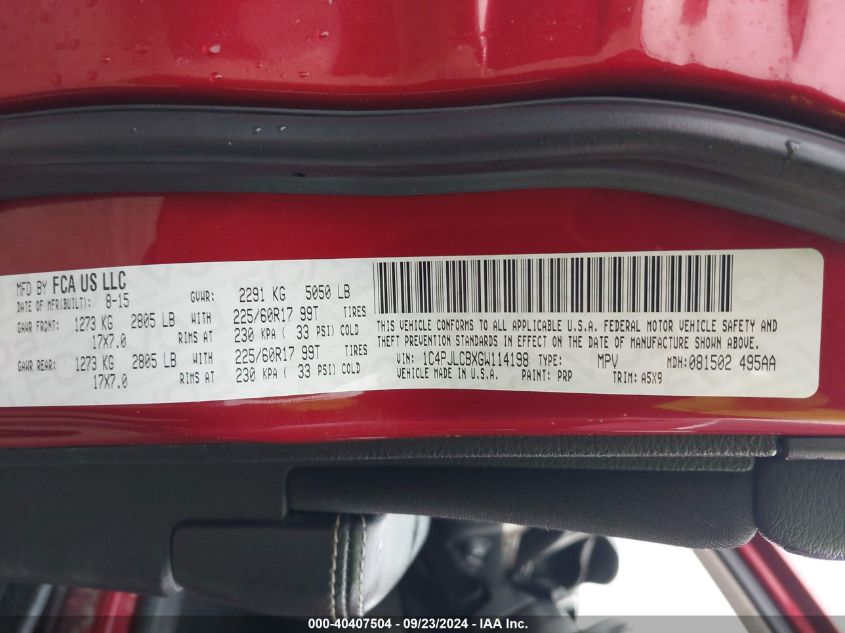 MFD BY FCA US LLC
DATE OF MFR(BUILT): 8-15 GVWR: 2291 KG 5050 LB
GAWR FRONT: 1273 KG 2805 LB WITH 225/60R17 99T TIRES
17X7.0 RIMS AT 230 KPA ( 33 PSI) COLD
GAWR REAR: 1273 KG 2805 LB WITH 225/60R17 99T TIRES
17X7.0 RIMS AT 230 KPA ( 33 PSI) COLD
THIS VEHICLE CONFORMS TO ALL APPLICABLE U.S.A. FEDERAL MOTOR VEHICLE SAFETY AND
THEFT PREVENTION STANDARDS IN EFFECT ON THE DATE OF MANUFACTURE SHOWN ABOVE.
VIN: 1C4PJLCBXGW114198 TYPE: MPV MDH: 081502 495AA
VEHICLE MADE IN U.S.A. PAINT: PRP TRIM: A5X9
000-40407504 - 09/23/2024 - IAA Inc.